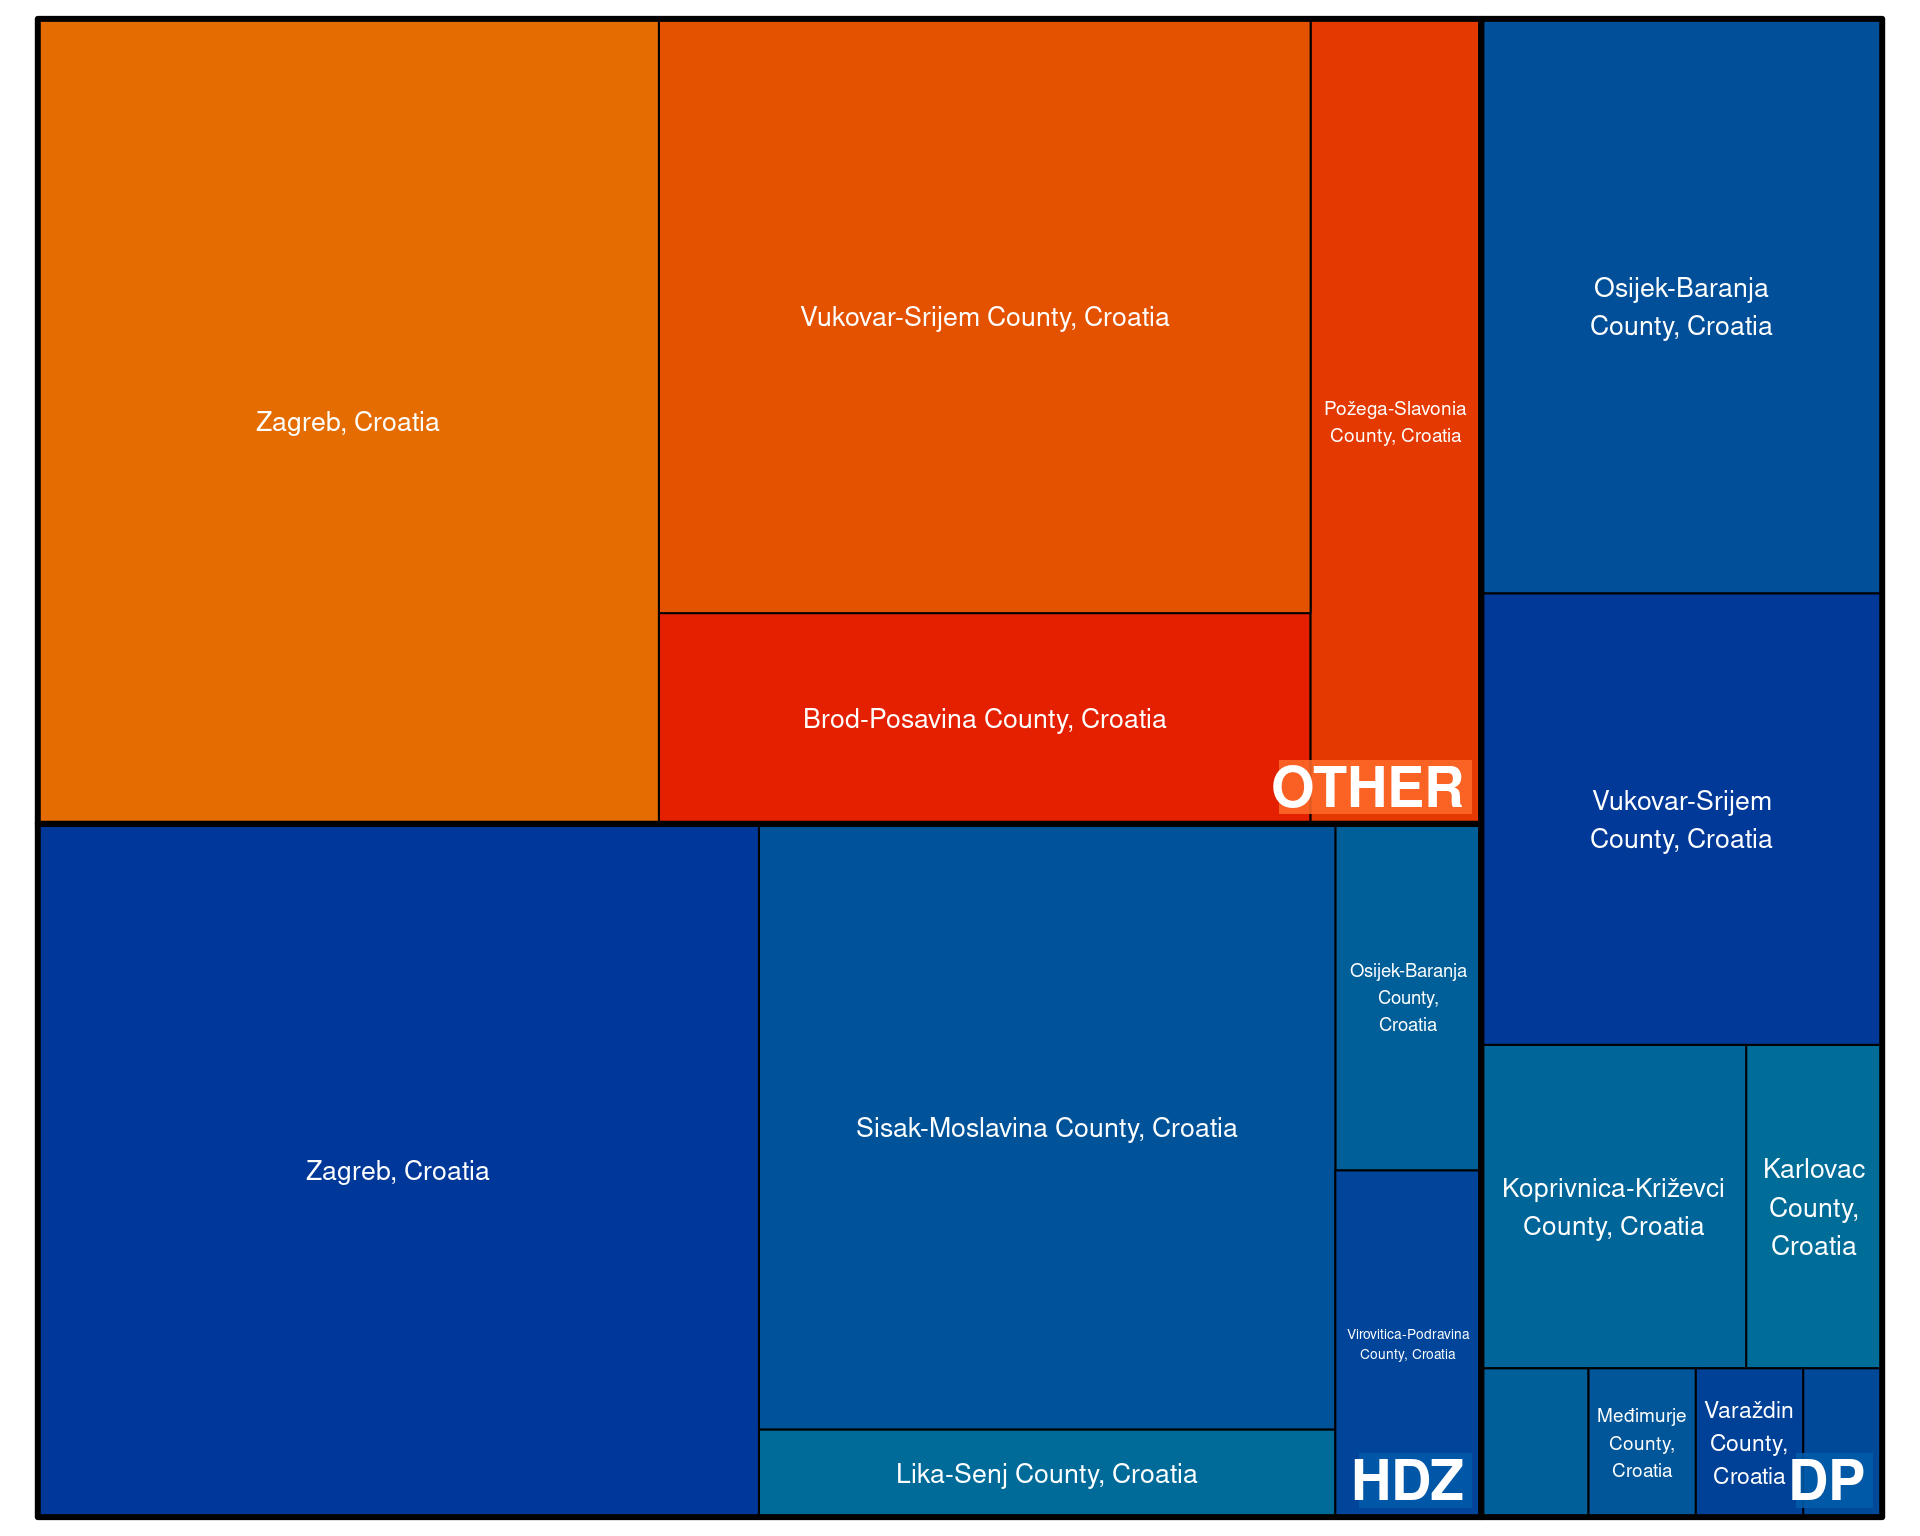 Zagreb, Croatia
Vukovar-Srijem County, Croatia
Požega-Slavonia
County, Croatia
Brod-Posavina County, Croatia
OTHER
Osijek-Baranja
County, Croatia
Vukovar-Srijem
County, Croatia
Koprivnica-Križevci
County, Croatia
Karlovac
County,
Croatia
Međimurje
County,
Croatia
Varaždin
County,
Croatia
DP
Zagreb, Croatia
Sisak-Moslavina County, Croatia
Lika-Senj County, Croatia
Osijek-Baranja
County,
Croatia
Virovitica-Podravina
County, Croatia
HDZ